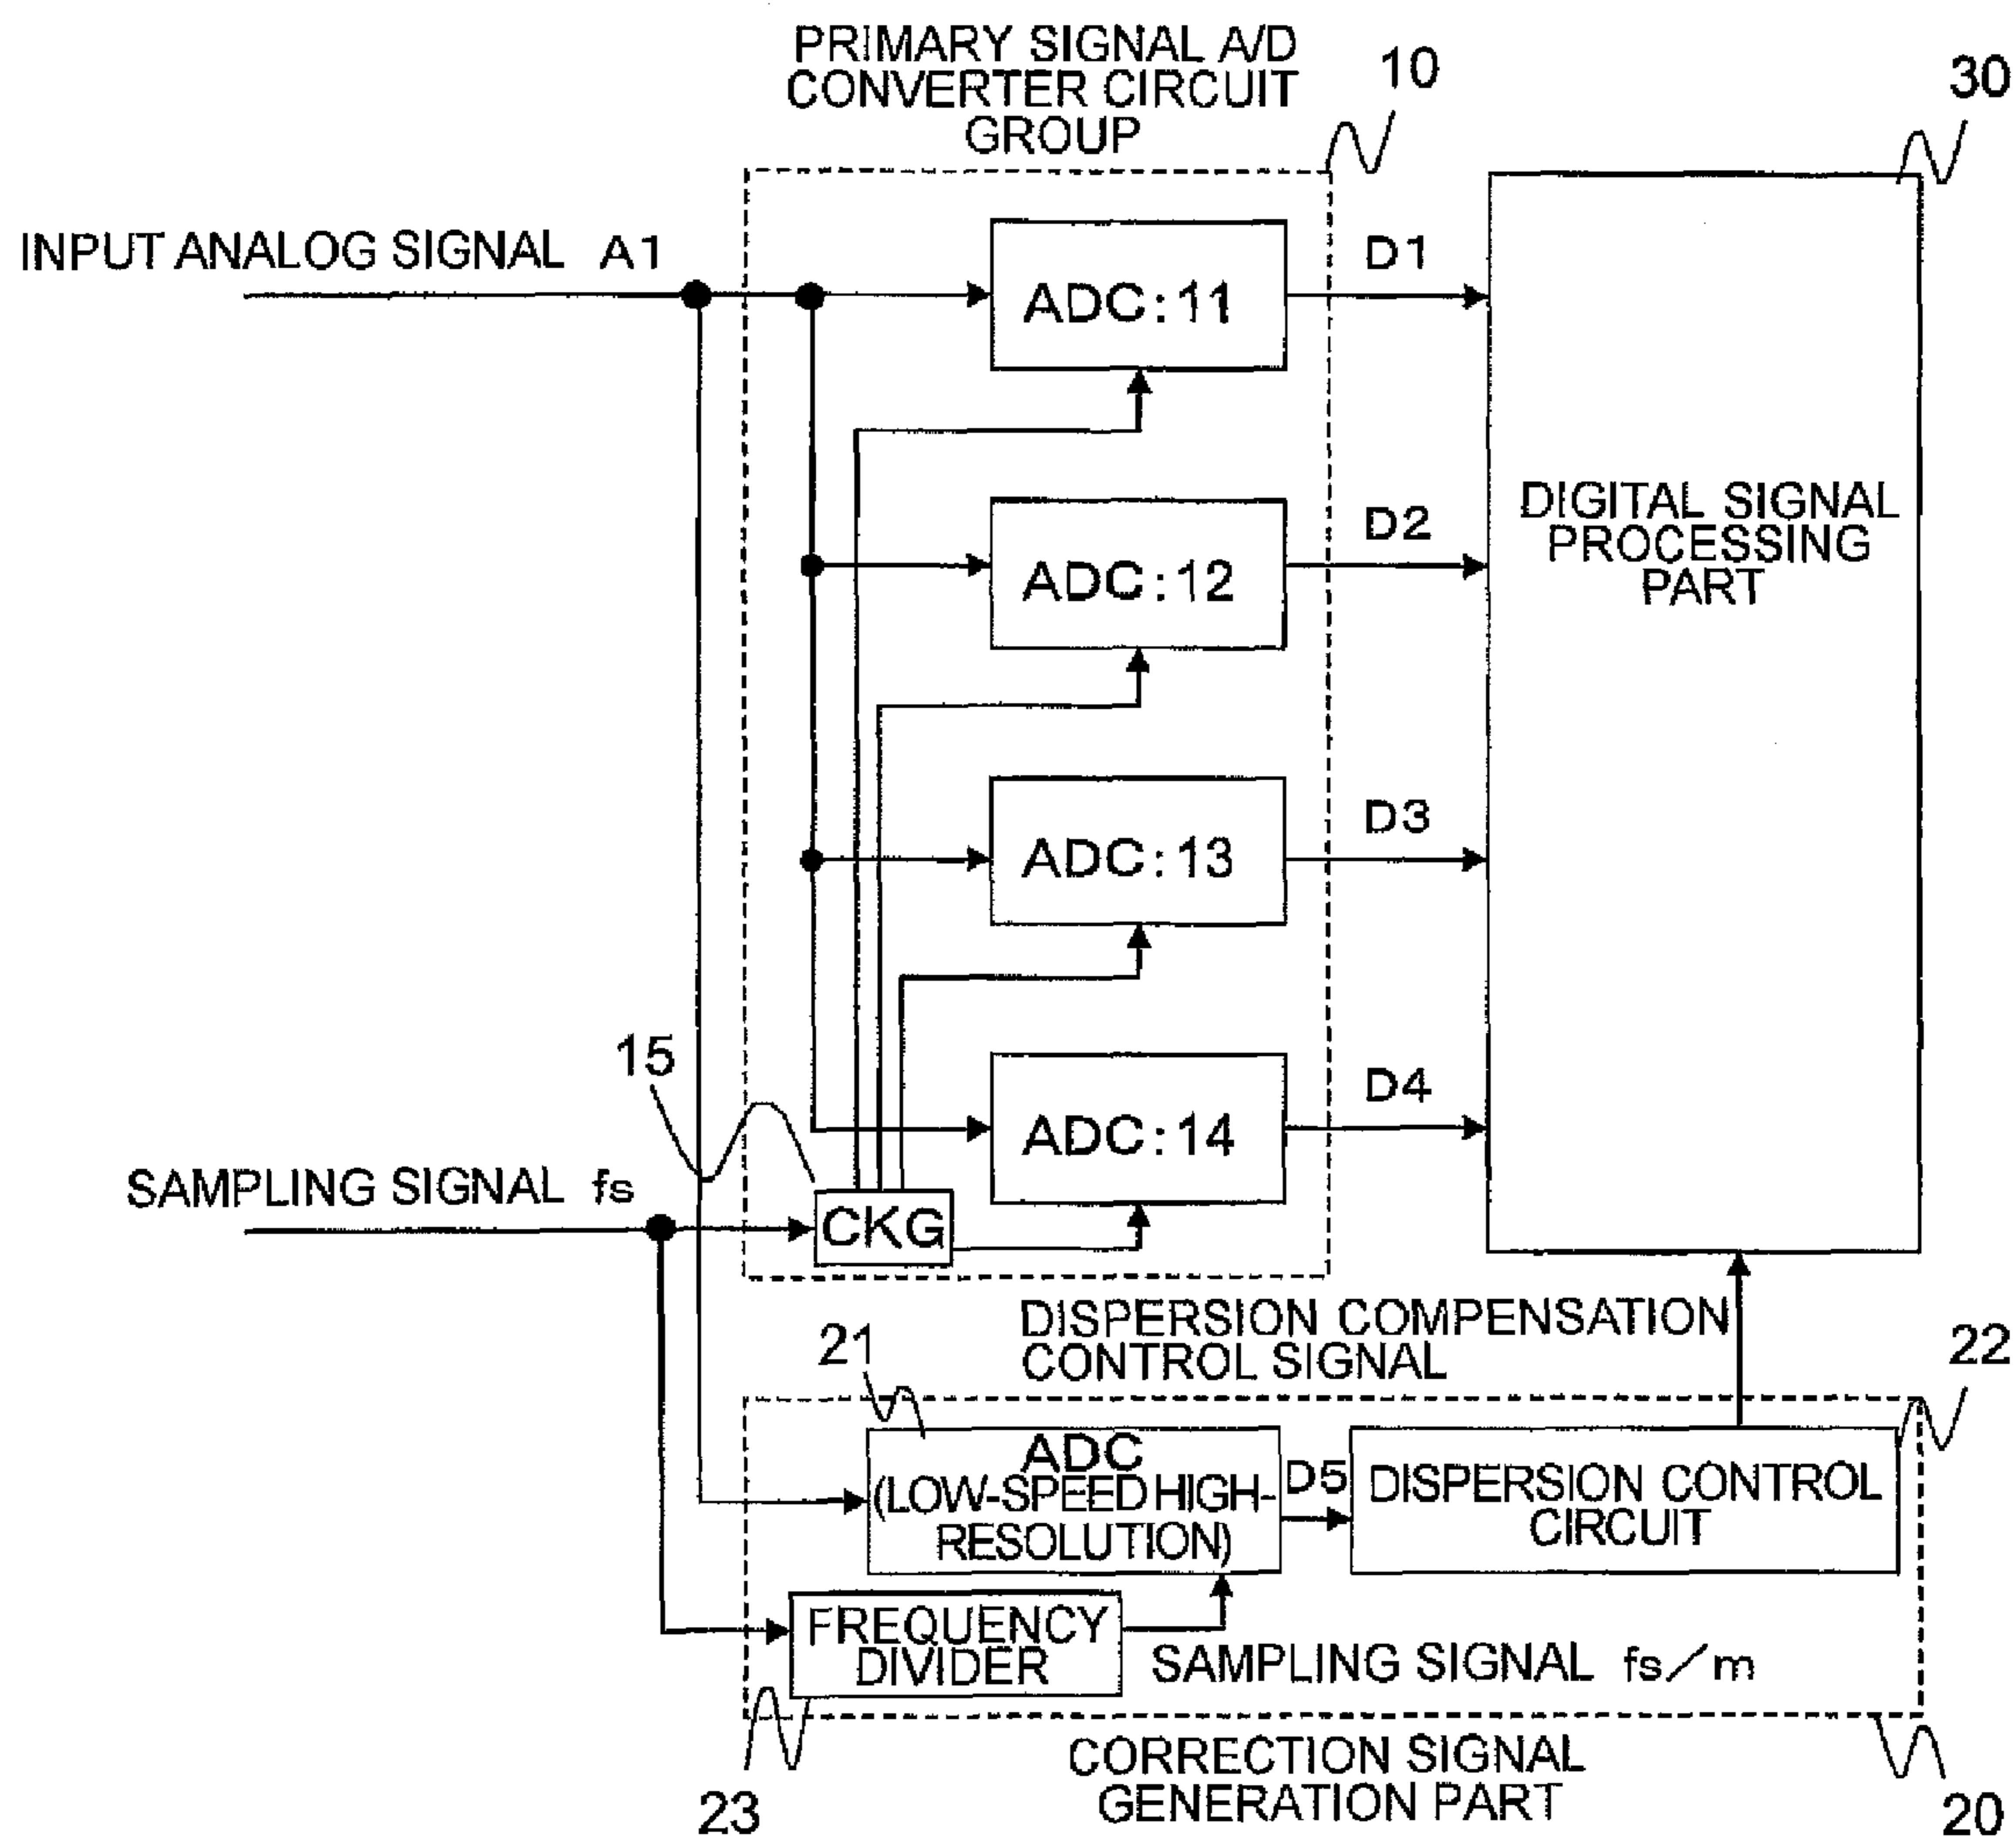 PRIMARY SIGNAL A/D
CONVERTER CIRCUIT
GROUP
10
30
INPUT ANALOG SIGNAL A1
ADC:11
D1
ADC:12
D2
DIGITAL SIGNAL
PROCESSING
PART
ADC:13
D3
15
ADC:14
D4
SAMPLING SIGNAL fs
CKG
DISPERSION COMPENSATION
CONTROL SIGNAL
21
22
ADC
(LOW-SPEED HIGH-
RESOLUTION)
D5
DISPERSION CONTROL
CIRCUIT
FREQUENCY
DIVIDER
SAMPLING SIGNAL fs/m
23
CORRECTION SIGNAL
GENERATION PART
20